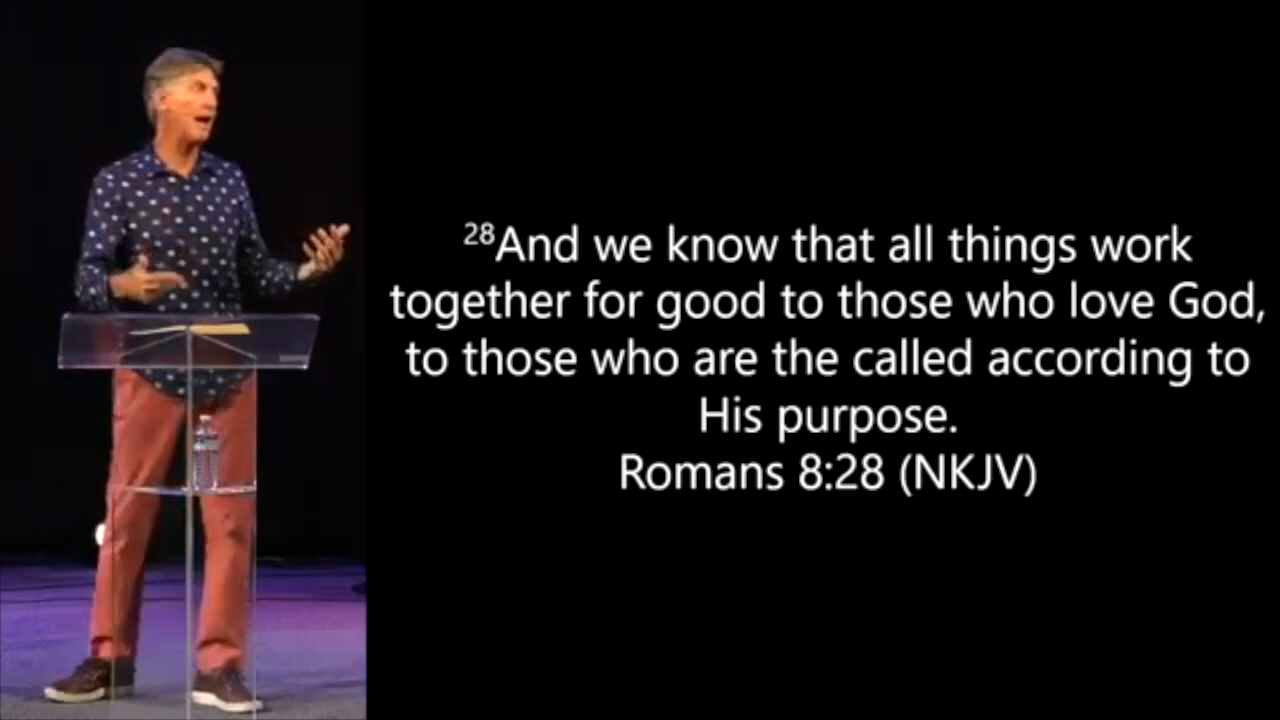 ²⁸And we know that all things work
together for good to those who love God,
to those who are the called according to
His purpose.
Romans 8:28 (NKJV)